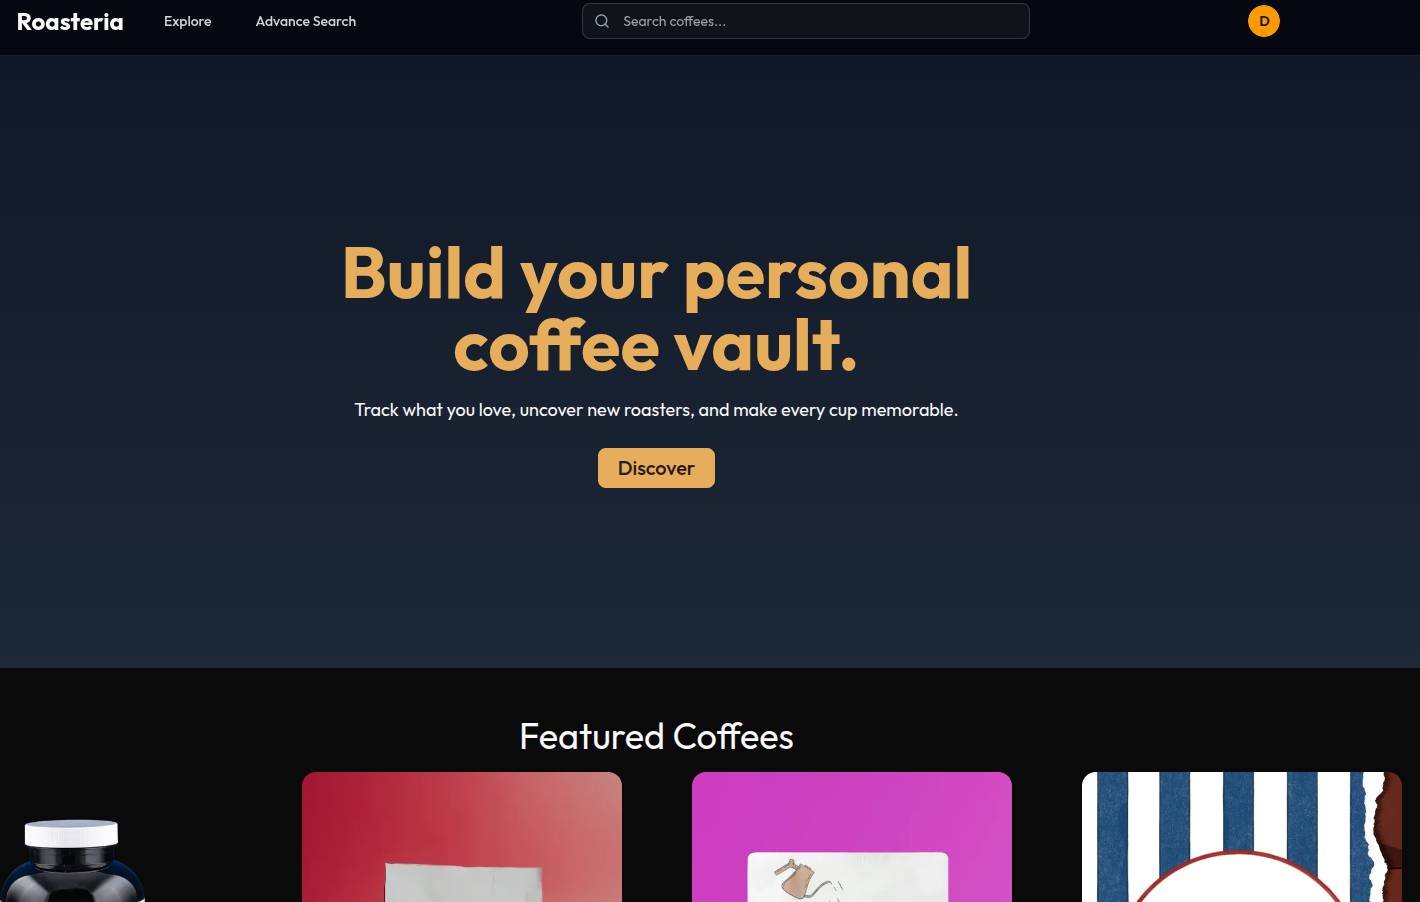 Roasteria
Explore
Advance Search
Search coffees...
D
Build your personal
coffee vault.
Track what you love, uncover new roasters, and make every cup memorable.
Discover
Featured Coffees